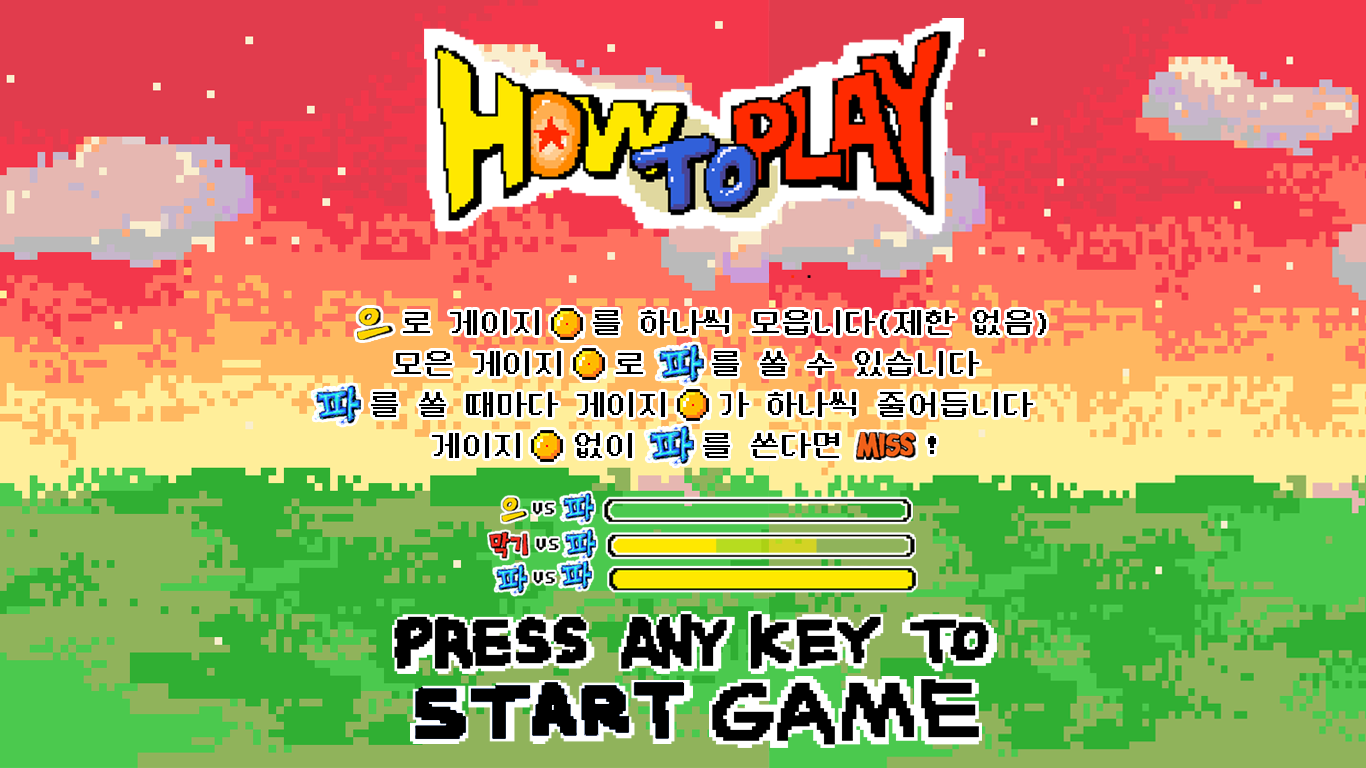 HOW TO PLAY
으로 게이지를 하나씩 모읍니다(제한 없음)
모은 게이지로 파를 쓸 수 있습니다
파를 쓸 때마다 게이지가 하나씩 줄어듭니다
게이지 없이 파를 쓴다면 MISS !
으 vs 파
막기 vs 파
파 vs 파
PRESS ANY KEY TO
START GAME